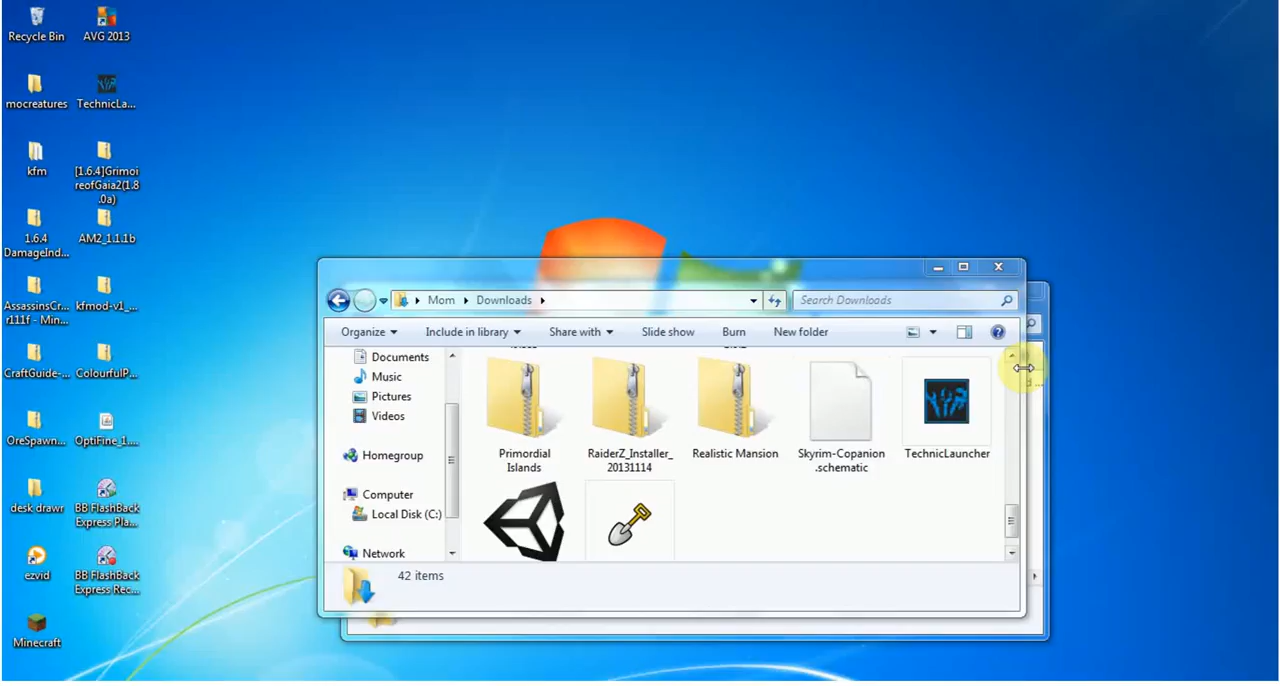 Recycle Bin
AVG 2013
mocreatures
TechnicLa...
kfm
[1.6.4]Grimoi
reofGaia2(1.8
.0a)
1.6.4
DamageInd...
AM2_1.1.1b
AssassinsCr...
r111f - Min...
kfmod-v1_...
CraftGuide-...
ColourfulP...
OreSpawn...
OptiFine_1....
desk drawr
BB FlashBack
Express Pla...
ezvid
BB FlashBack
Express Rec...
Minecraft
Mom
Downloads
Search Downloads
Organize
Include in library
Share with
Slide show
Burn
New folder
Documents
Music
Pictures
Videos
Homegroup
Computer
Local Disk (C:)
Network
Primordial
Islands
RaiderZ_Installer_
20131114
Realistic Mansion
Skyrim-Copanion
.schematic
TechnicLauncher
42 items